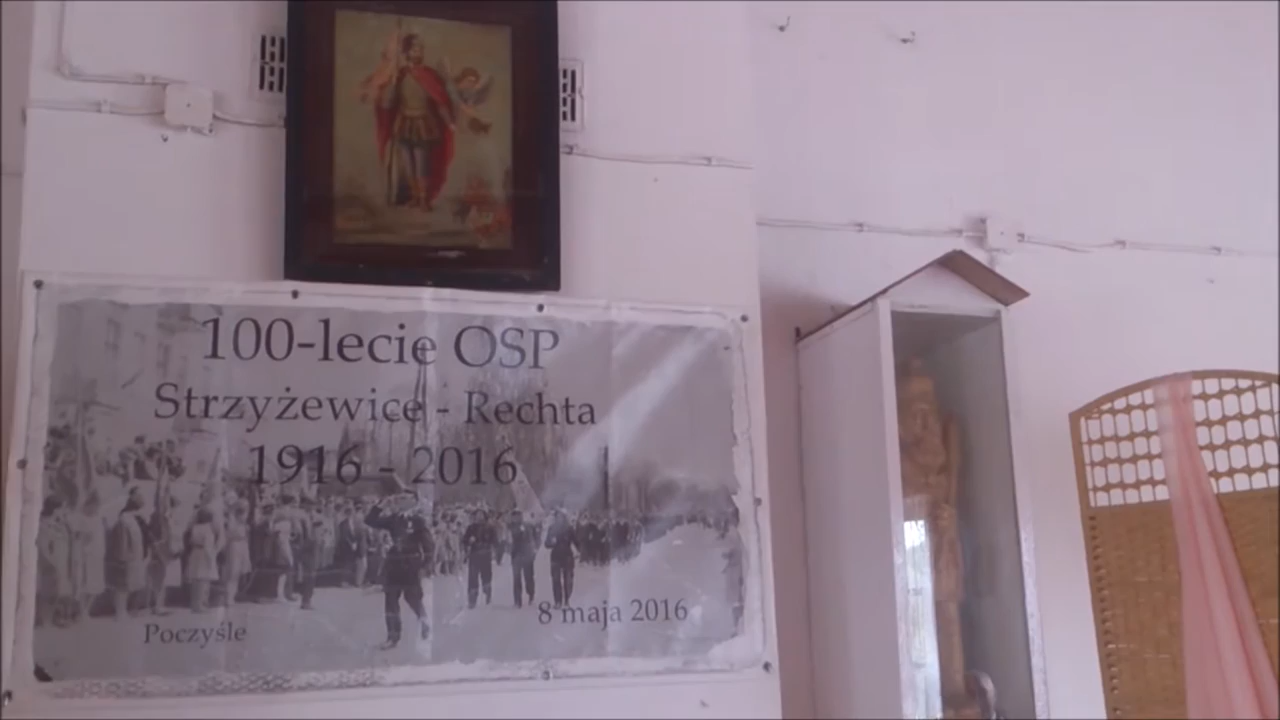 100-lecie OSP
Strzyżewice - Rechta
1916 - 2016
8 maja 2016
Poczyśle